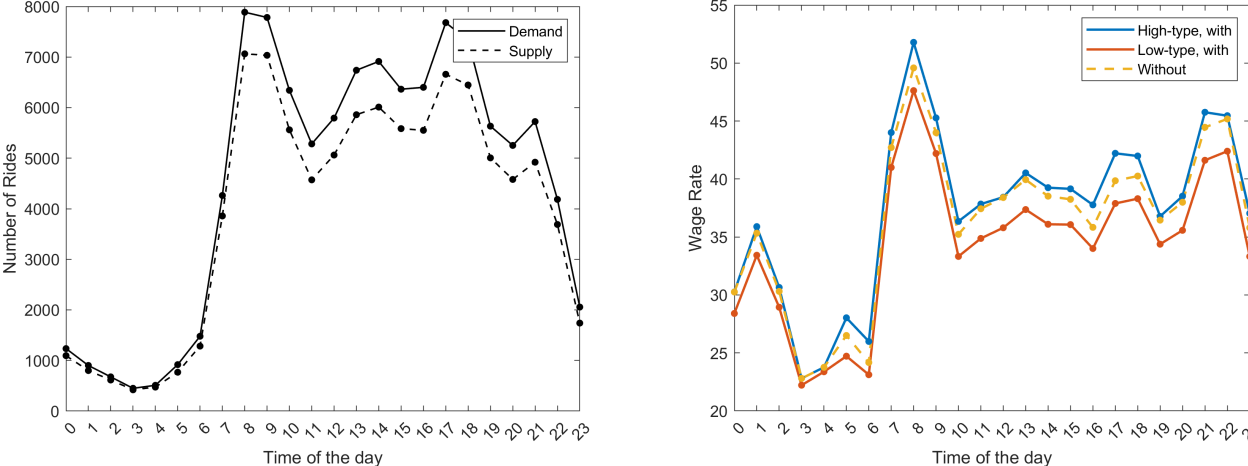 8000
7000
6000
5000
4000
3000
2000
1000
0
Number of Rides
Demand
Supply
0 1 2 3 4 5 6 7 8 9 10 11 12 13 14 15 16 17 18 19 20 21 22 23
Time of the day
55
50
45
40
35
30
25
20
Wage Rate
High-type, with
Low-type, with
Without
0 1 2 3 4 5 6 7 8 9 10 11 12 13 14 15 16 17 18 19 20 21 22
Time of the day